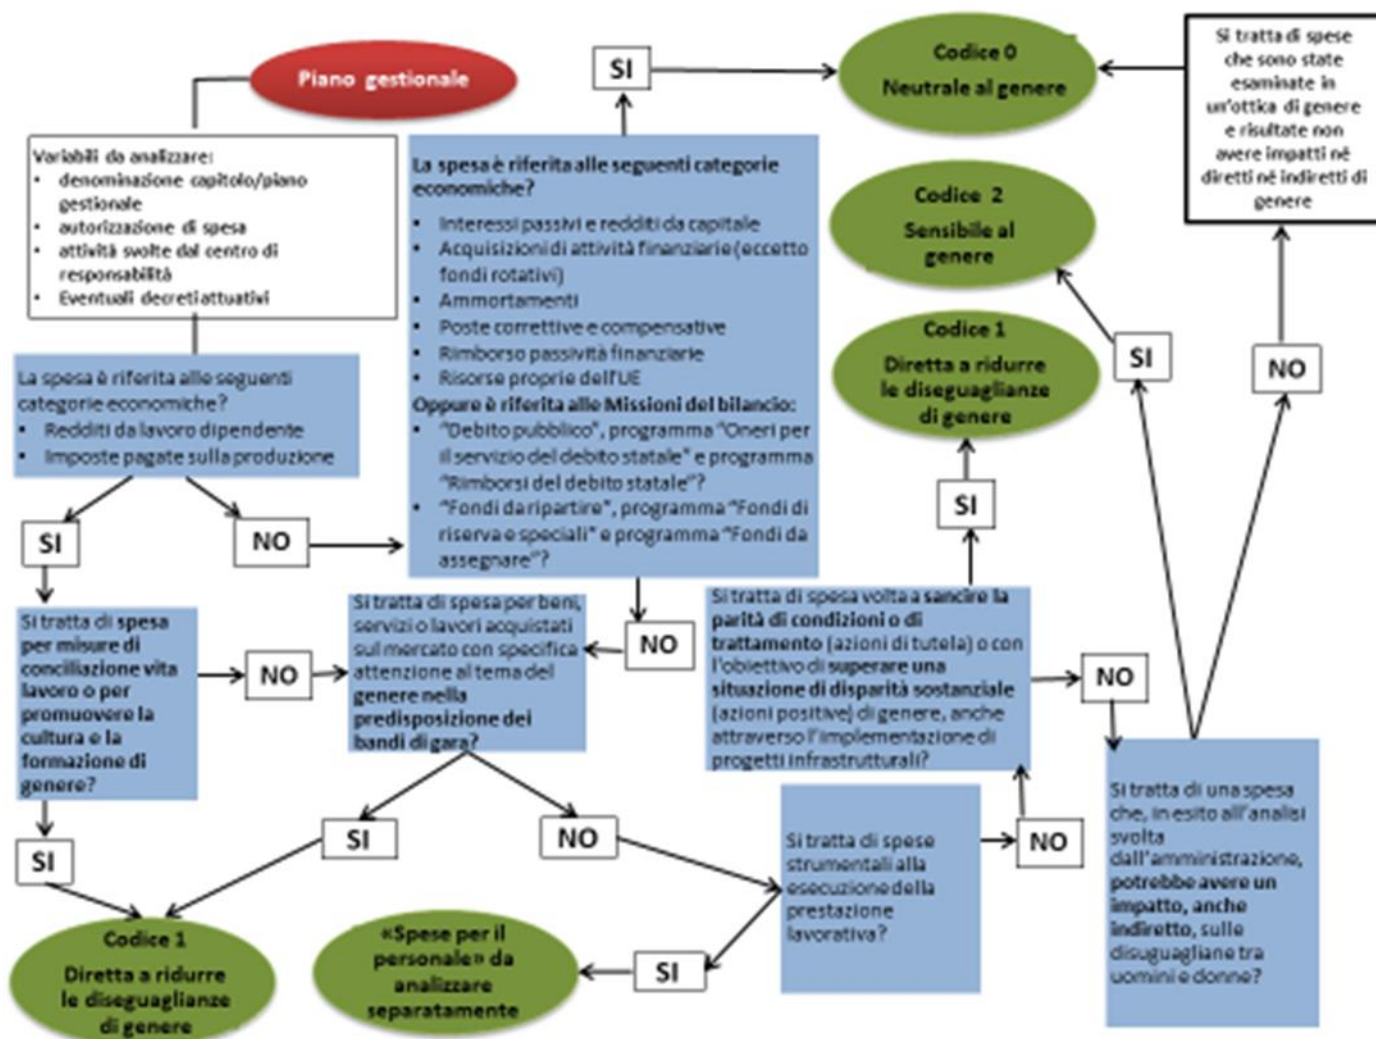 Piano gestionale
Variabili da analizzare:
• denominazione capitolo/piano
gestionale
• autorizzazione di spesa
• attività svolte dal centro di
responsabilità
• Eventuali decreti attuativi
La spesa è riferita alle seguenti
categorie economiche?
• Redditi da lavoro dipendente
• Imposte pagate sulla produzione
SI
NO
La spesa è riferita alle seguenti categorie
economiche?
• Interessi passivi e redditi da capitale
• Acquisizioni di attività finanziarie (eccetto
fondi rotativi)
• Ammortamenti
• Poste correttive e compensative
• Rimborso passività finanziarie
• Risorse proprie dell'UE
Oppure è riferita alle Missioni del bilancio:
• "Debito pubblico", programma "Oneri per
il servizio del debito statale" e programma
"Rimborsi del debito statale"?
• "Fondi da ripartire", programma "Fondi di
riserva e speciali" e programma "Fondi da
assegnare"?
SI
NO
Codice 0
Neutrale al genere
Si tratta di spese
che sono state
esaminate in
un'ottika di genere
e risultate non
avere impatti nè
diretti nè indiretti di
genere
Codice 2
Sensibile al
genere
Codice 1
Diretta a ridurre
le diseguaglianze
di genere
SI
SI
NO
Si tratta di spesa
per misure di
conciliazione vita
lavoro o per
promuovere la
cultura e la
formazione di
genere?
NO
SI
Si tratta di spesa per beni,
servizi o lavori acquistati
sul mercato con specifica
attenzione al tema del
genere nella
predisposizione dei
bandi di gara?
SI
NO
Si tratta di spesa volta a sancire la
parità di condizioni o di
trattamento (azioni di tutela) o con
l'obiettivo di superare una
situazione di disparità sostanziale
(azioni positive) di genere, anche
attraverso l'implementazione di
progetti infrastrutturali?
NO
Si tratta di spese
strumentali alla
esecuzione della
prestazione
lavorativa?
NO
SI
Si tratta di una spesa
che, in esito all'analisi
svolta
dall'amministrazione,
potrebbe avere un
impatto, anche
indiretto, sulle
disuguagliane tra
uomini e donne?
Codice 1
Diretta a ridurre
le diseguaglianze
di genere
«Spese per il
personale» da
analizzare
separatamente